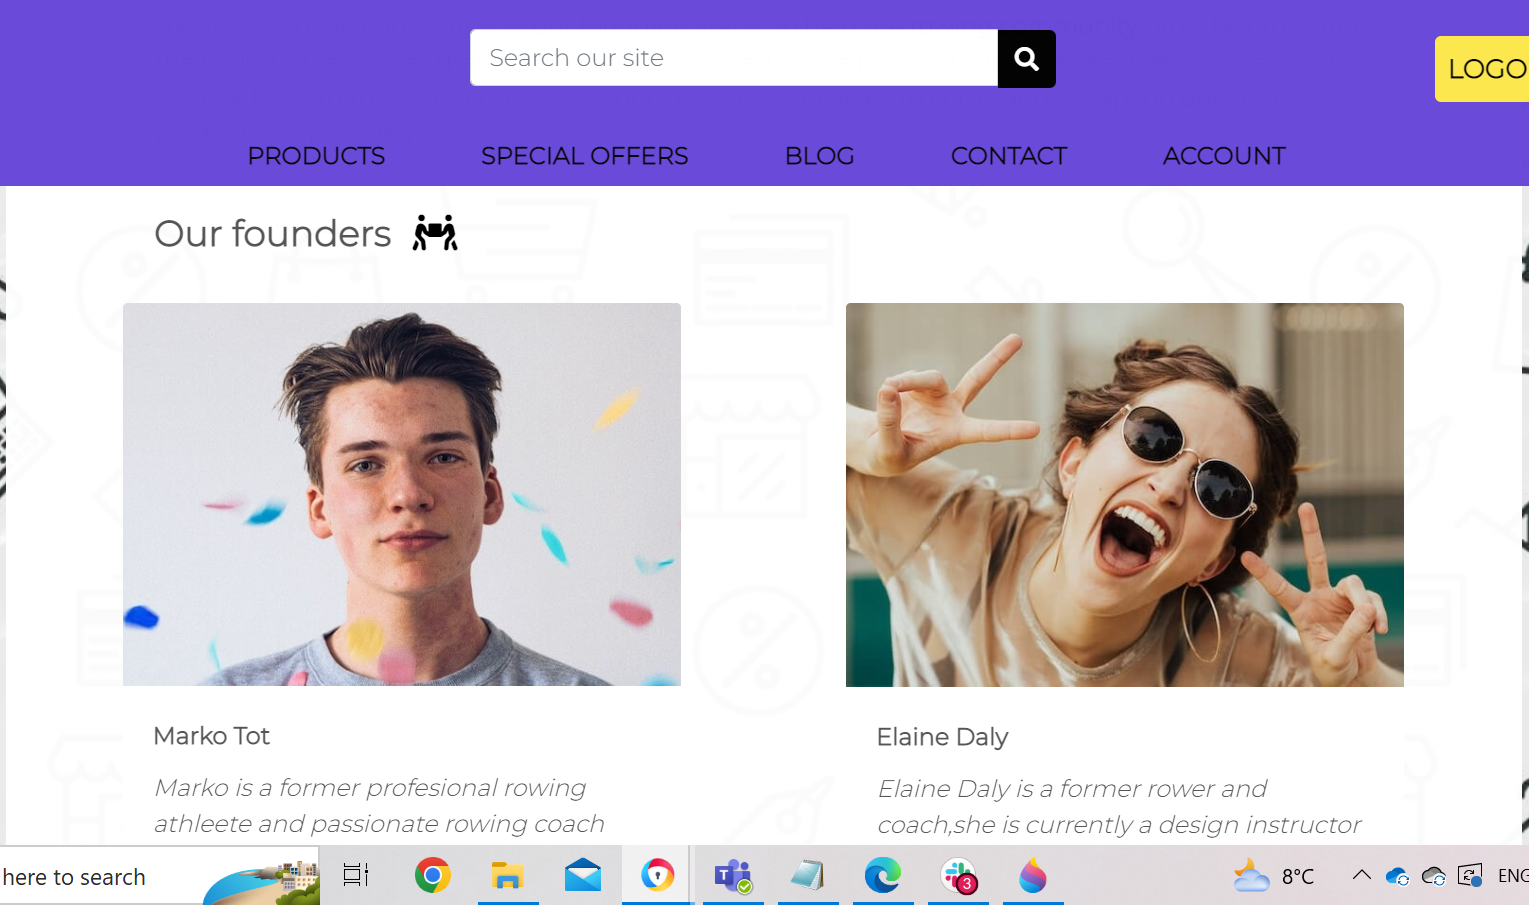 Search our site
LOGO
PRODUCTS SPECIAL OFFERS BLOG CONTACT ACCOUNT
Our founders
Marko Tot
Marko is a former profesional rowing
athleete and passionate rowing coach
Elaine Daly
Elaine Daly is a former rower and
coach,she is currently a design instructor
here to search
T
3
8°C
ENG